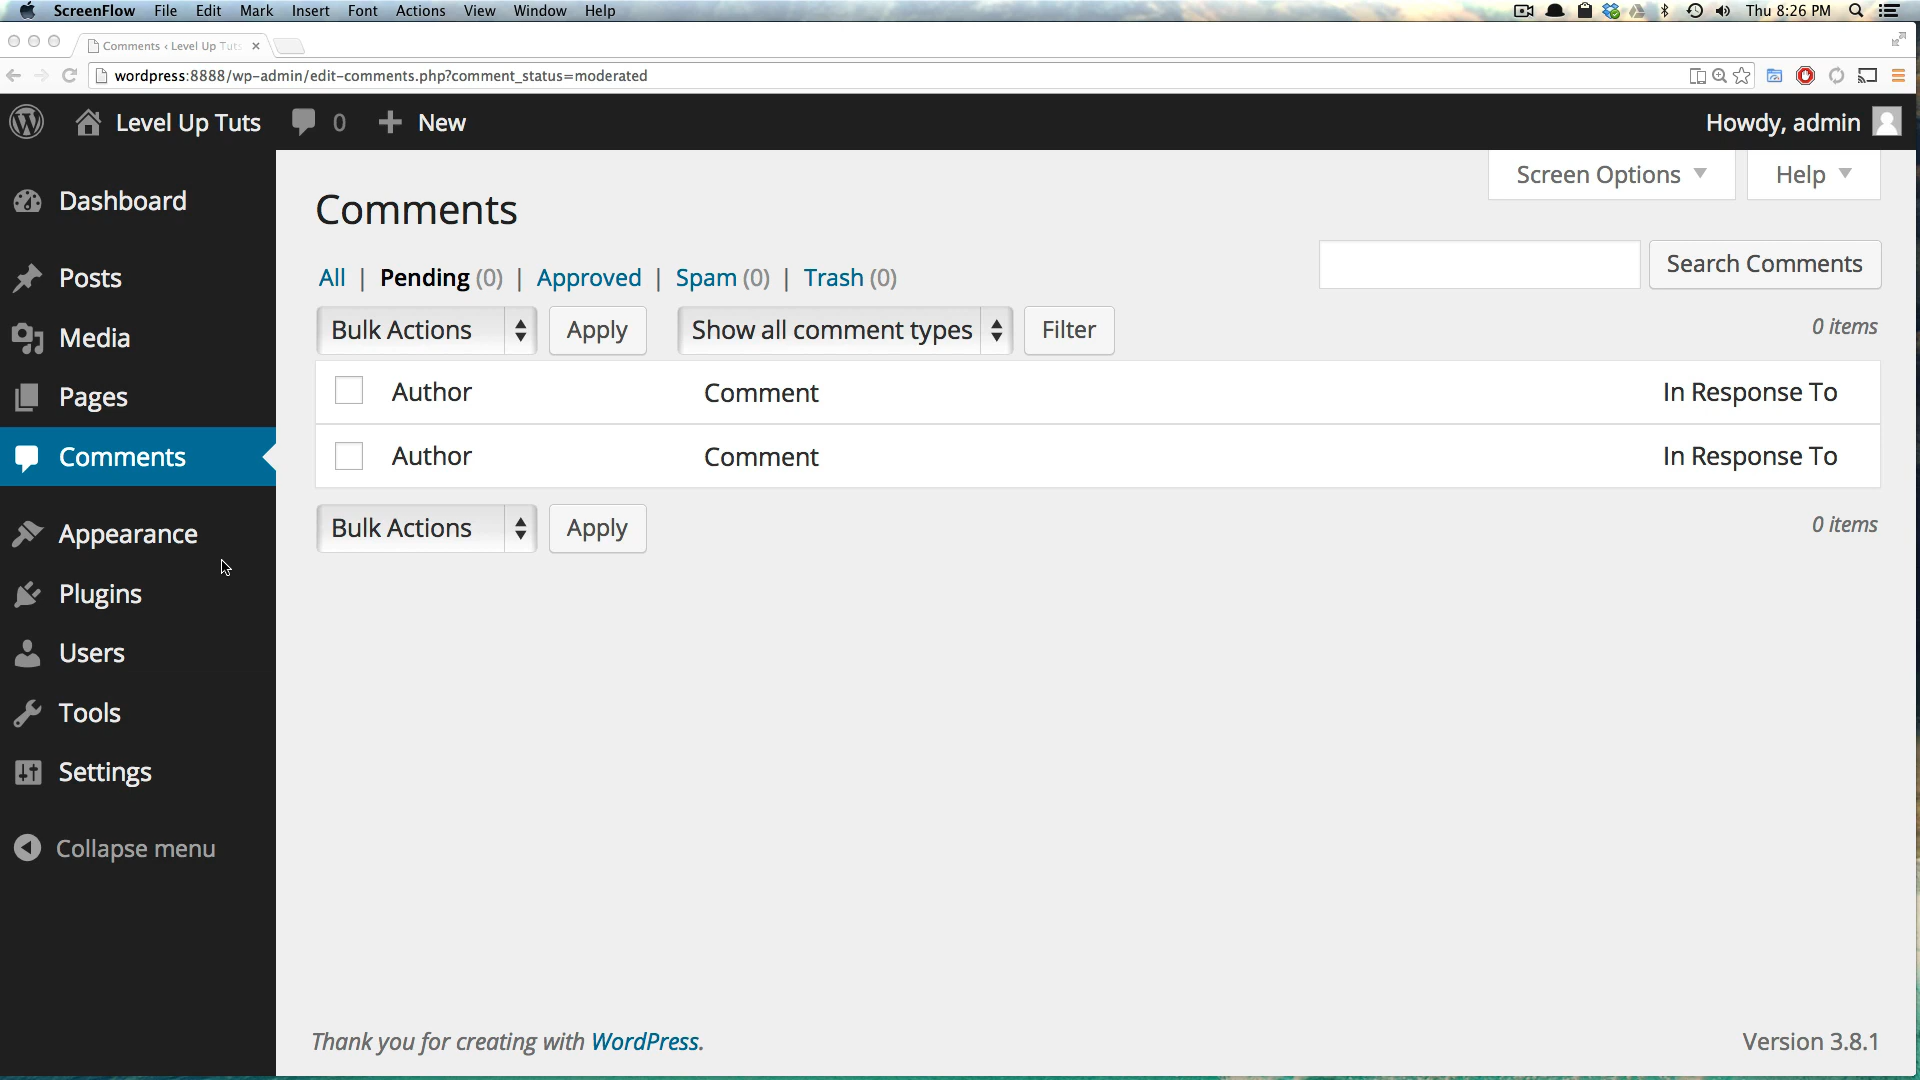 ScreenFlow File Edit Mark Insert Font Actions View Window Help Thu 8:26 PM
Comments ‹ Level Up Tuts
wordpress:8888/wp-admin/edit-comments.php?comment_status=moderated
Level Up Tuts 0 New Howdy, admin
Screen Options Help
Dashboard
Comments
Search Comments
Posts
All | Pending (0) | Approved | Spam (0) | Trash (0)
Media
Bulk Actions Apply Show all comment types Filter 0 items
Pages
Author Comment In Response To
Comments
Author Comment In Response To
Appearance
Bulk Actions Apply 0 items
Plugins
Users
Tools
Settings
Collapse menu
Thank you for creating with WordPress. Version 3.8.1